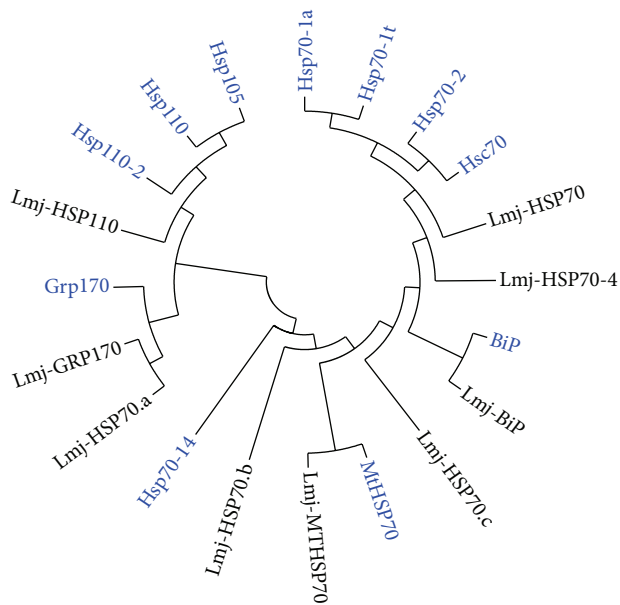 Hsp70-1a
Hsp70-1t
Hsp70-2
Hsc70
Lmj-HSP70
Lmj-HSP70-4
BiP
Lmj-BiP
Lmj-HSP70.c
MtHSP70
Lmj-MTHSP70
Lmj-HSP70.b
Hsp70-14
Lmj-HSP70.a
Lmj-GRP170
Grp170
Lmj-HSP110
Hsp110-2
Hsp110
Hsp105